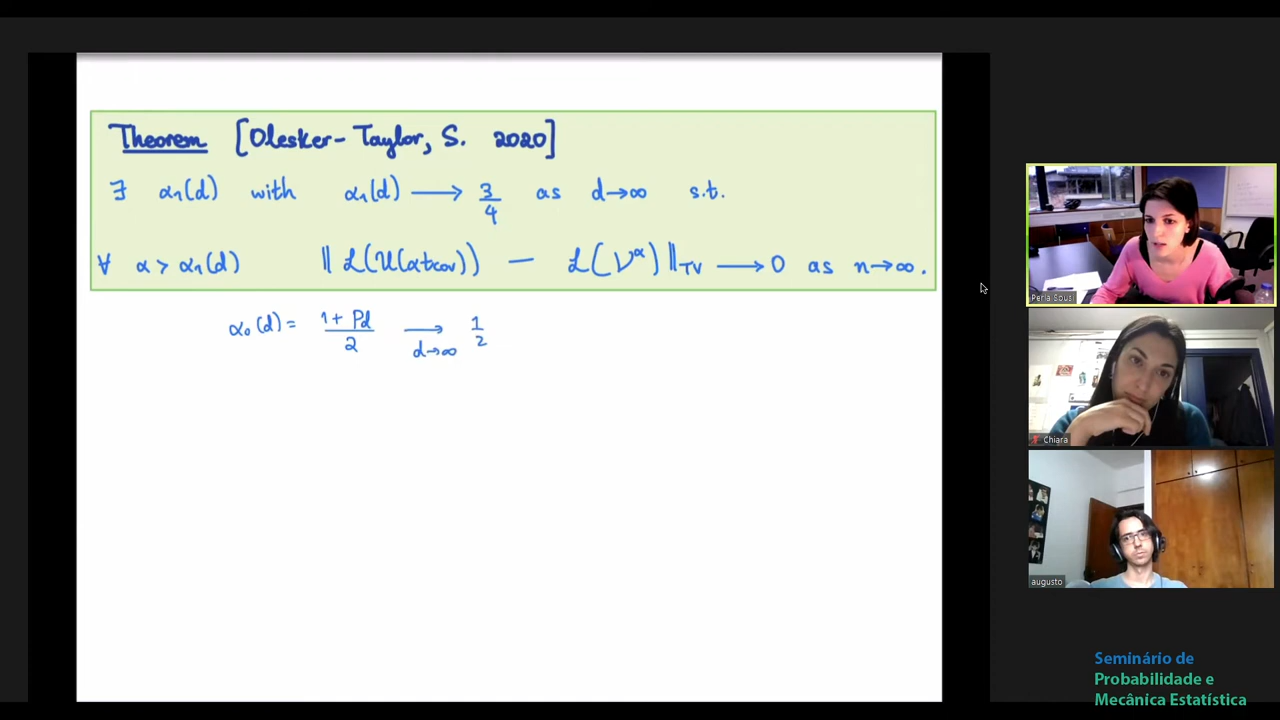 Theorem [Olesker-Taylor, S. 2020]
∃ α₁(d) with α₁(d) ⟶ 3/4 as d→∞ s.t.
∀ α > α₁(d) ‖ ℒ(𝒰(αt_cov)) − ℒ(ν^α) ‖_TV ⟶ 0 as n→∞.
α₀(d) = (1 + P_d)/2 ⟶_{d→∞} 1/2
Perla Sousi
Chiara
augusto
Seminário de
Probabilidade e
Mecânica Estatística